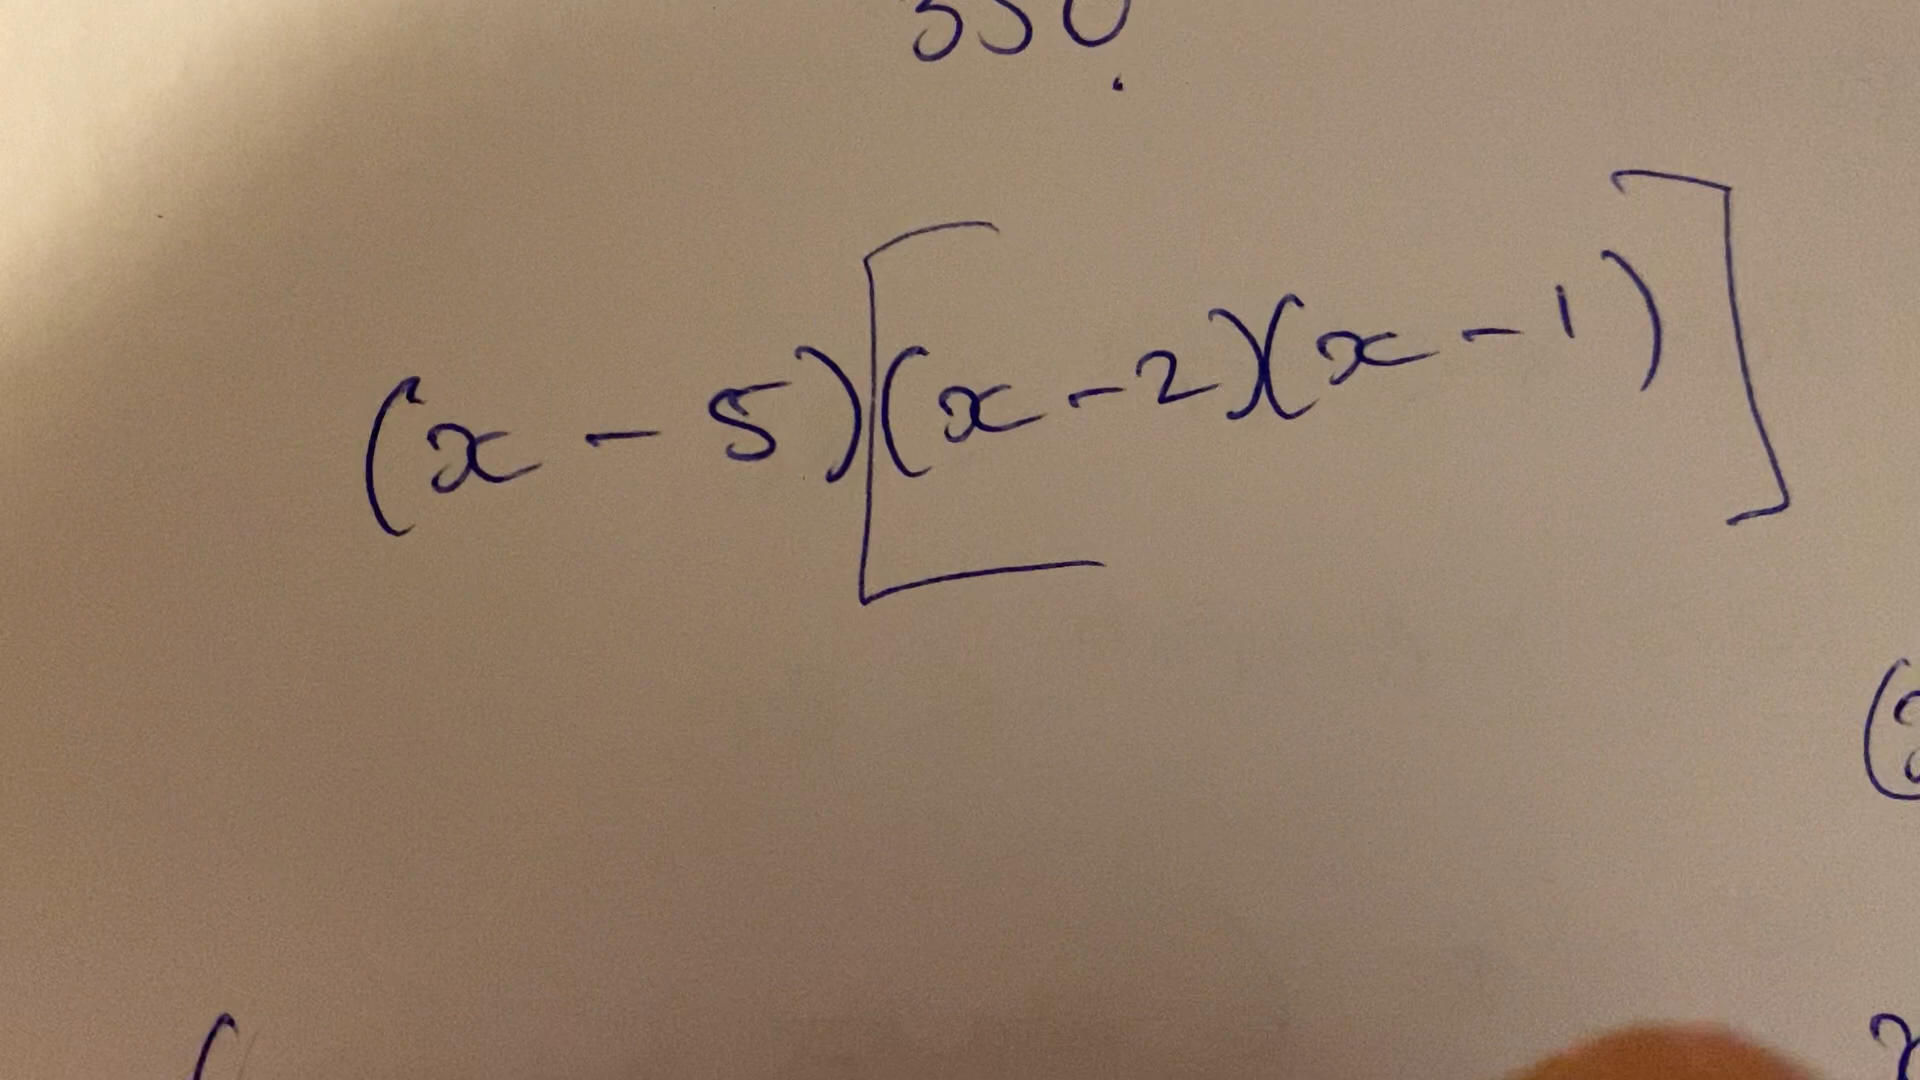 (x - 5)[(x - 2)(x - 1)]